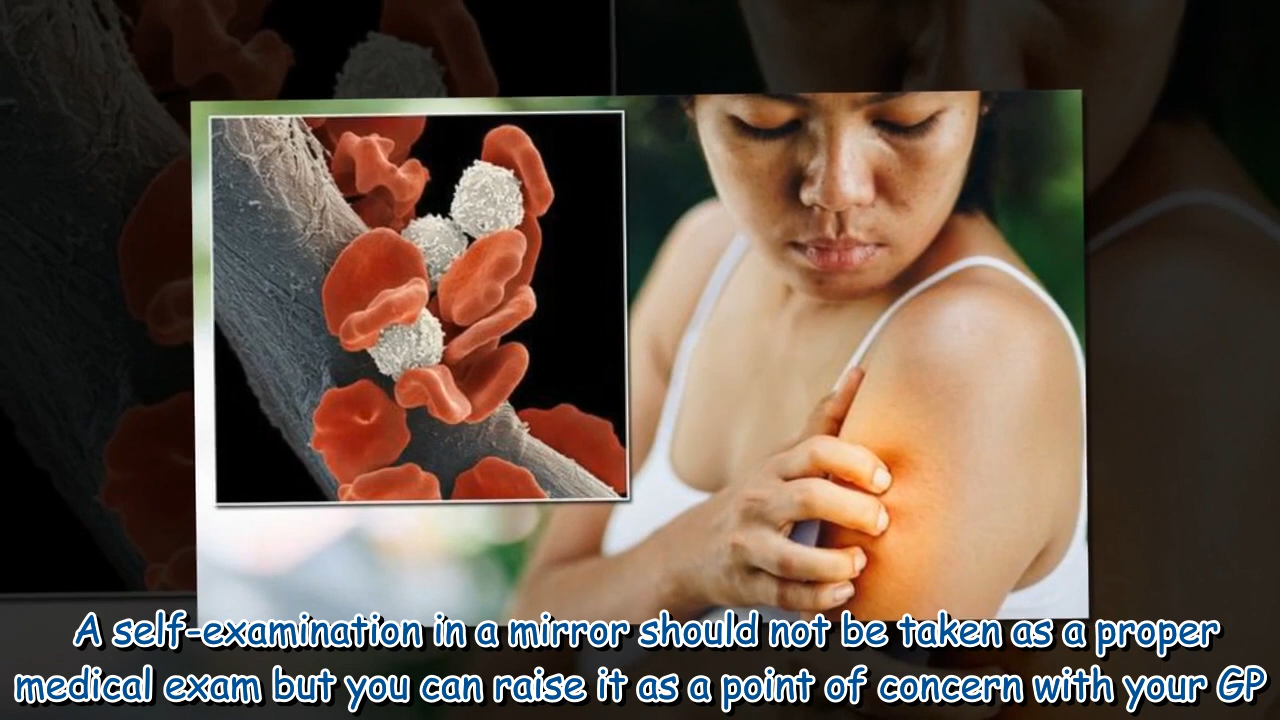 A self-examination in a mirror should not be taken as a proper
medical exam but you can raise it as a point of concern with your GP